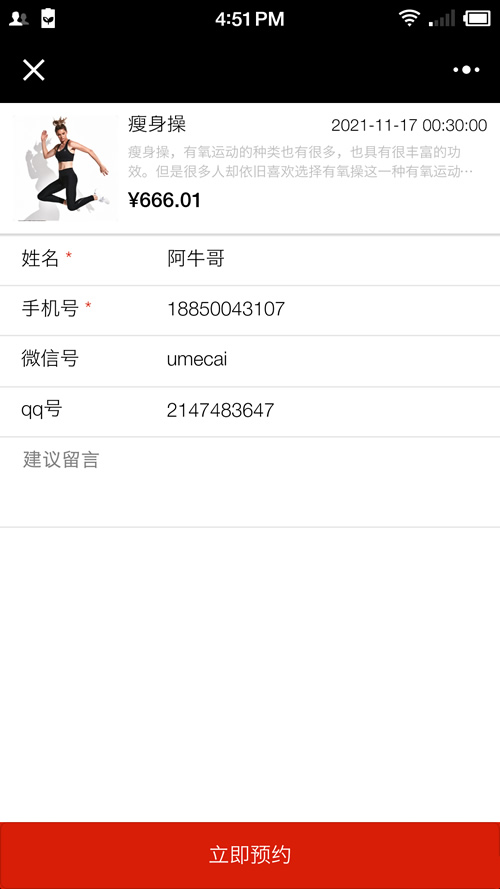 4:51 PM
瘦身操 2021-11-17 00:30:00
瘦身操，有氧运动的种类也有很多，也具有很丰富的功
效。但是很多人却依旧喜欢选择有氧操这一种有氧运动…
¥666.01
姓名 * 阿牛哥
手机号 * 18850043107
微信号 umecai
qq号 2147483647
建议留言
立即预约